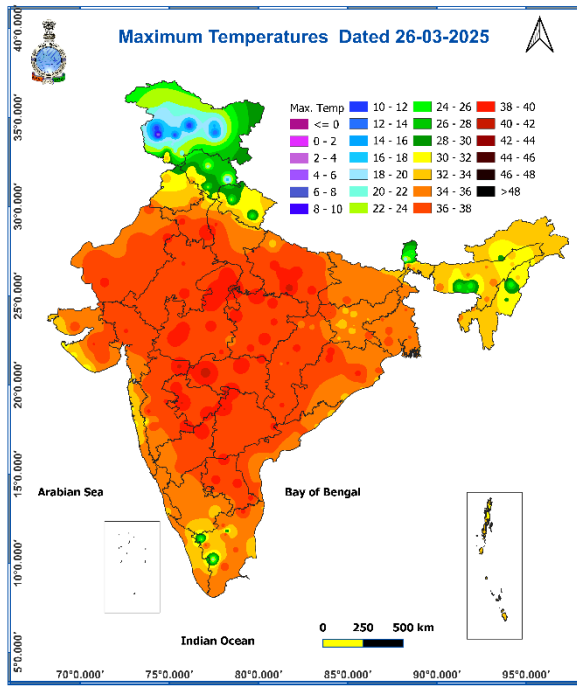 Maximum Temperatures Dated 26-03-2025
Max. Temp
<= 0
0 - 2
2 - 4
4 - 6
6 - 8
8 - 10
10 - 12
12 - 14
14 - 16
16 - 18
18 - 20
20 - 22
22 - 24
24 - 26
26 - 28
28 - 30
30 - 32
32 - 34
34 - 36
36 - 38
38 - 40
40 - 42
42 - 44
44 - 46
46 - 48
>48
40°0.000'
35°0.000'
30°0.000'
25°0.000'
20°0.000'
15°0.000'
10°0.000'
5°0.000'
Arabian Sea
Bay of Bengal
Indian Ocean
0 250 500 km
70°0.000' 75°0.000' 80°0.000' 85°0.000' 90°0.000' 95°0.000'